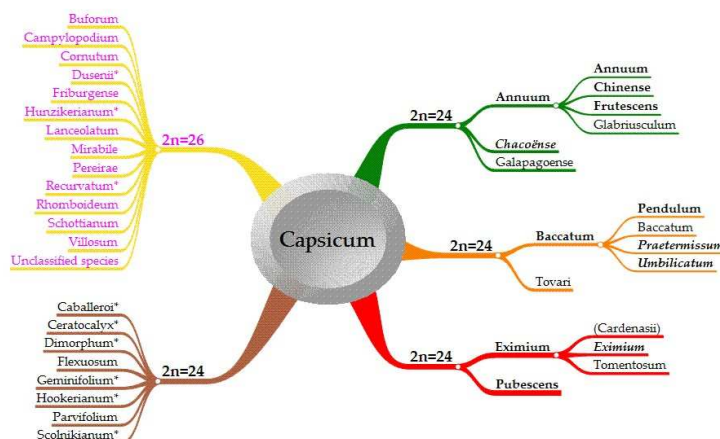 Buforum
Campylopodium
Cornutum
Dusenii*
Friburgense
Hunzikerianum*
Lanceolatum
Mirabile
Pereirae
Recurvatum*
Rhomboideum
Schottianum
Villosum
Unclassified species
2n=26
Caballeroi*
Ceratocalyx*
Dimorphum*
Flexuosum
Geminifolium*
Hookerianum*
Parvifolium
Scolnikianum*
2n=24
Capsicum
2n=24
Annuum
Annuum
Chinense
Frutescens
Glabriusculum
Chacoënse
Galapagoense
2n=24
Baccatum
Pendulum
Baccatum
Praetermissum
Umbilicatum
Tovari
2n=24
Eximium
(Cardenasii)
Eximium
Tomentosum
Pubescens